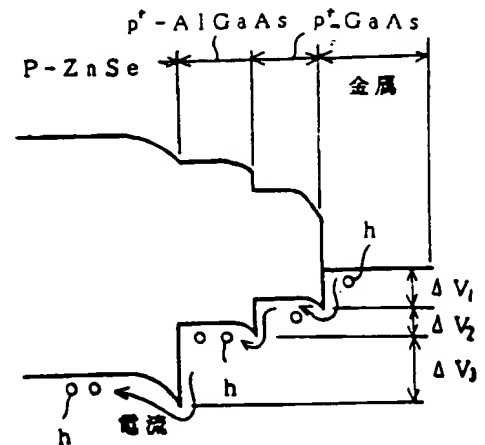 p⁺-AlGaAs
p⁺-GaAs
P-ZnSe
金属
h
ΔV₁
ΔV₂
h
ΔV₃
電流
h